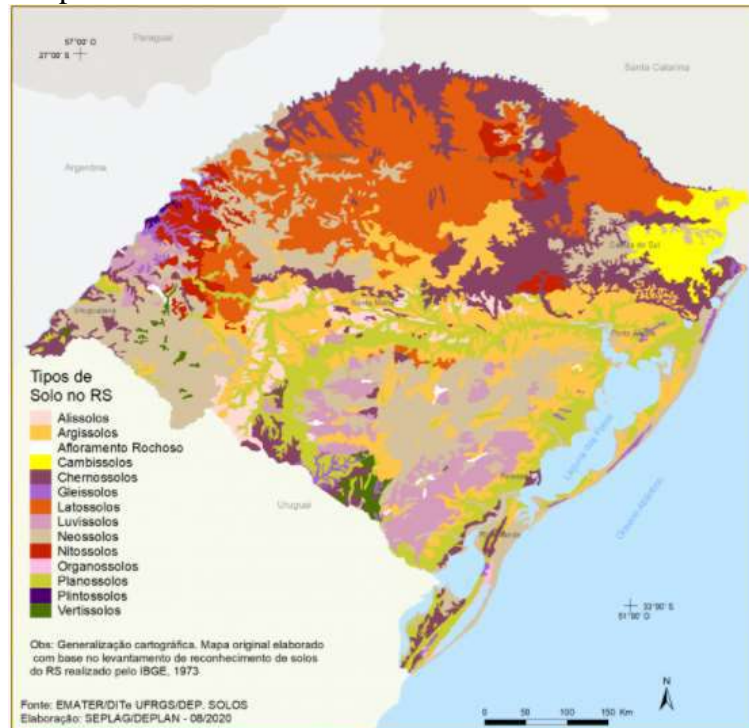 57°00' O
27°00' S
Paraguai
Santa Catarina
Argentina
Caxias do Sul
Uruguaiana
Santa Maria
Porto Alegre
Tipos de
Solo no RS
Alissolos
Argissolos
Afloramento Rochoso
Cambissolos
Chernossolos
Gleissolos
Latossolos
Luvissolos
Neossolos
Nitossolos
Organossolos
Planossolos
Plintossolos
Vertissolos
Uruguai
Laguna dos Patos
Pelotas
Oceano Atlântico
33°90' S
51°90' O
Obs: Generalização cartográfica. Mapa original elaborado
com base no levantamento de reconhecimento de solos
do RS realizado pelo IBGE, 1973
N
Fonte: EMATER/DITe UFRGS/DEP. SOLOS
Elaboração: SEPLAG/DEPLAN - 08/2020
0 50 100 150 Km